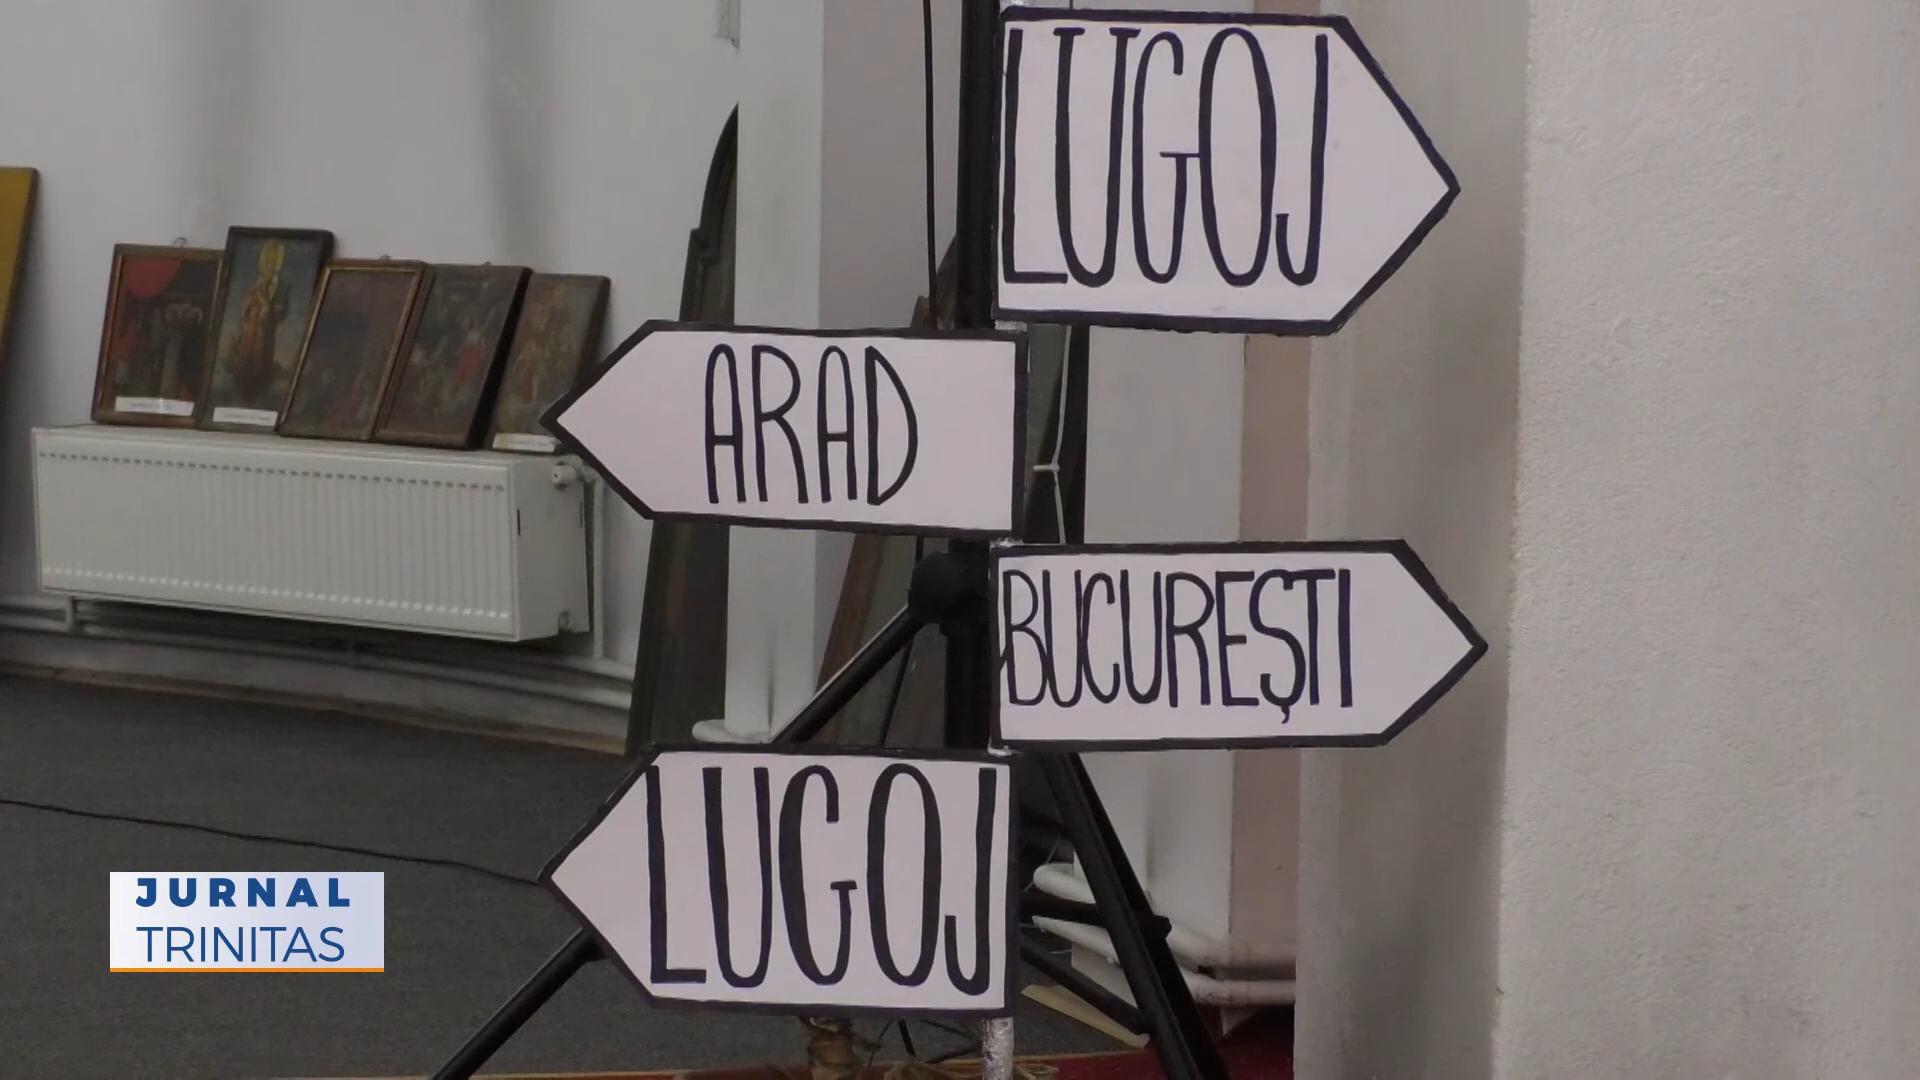 LUGOJ
ARAD
BUCUREȘTI
LUGOJ
JURNAL
TRINITAS